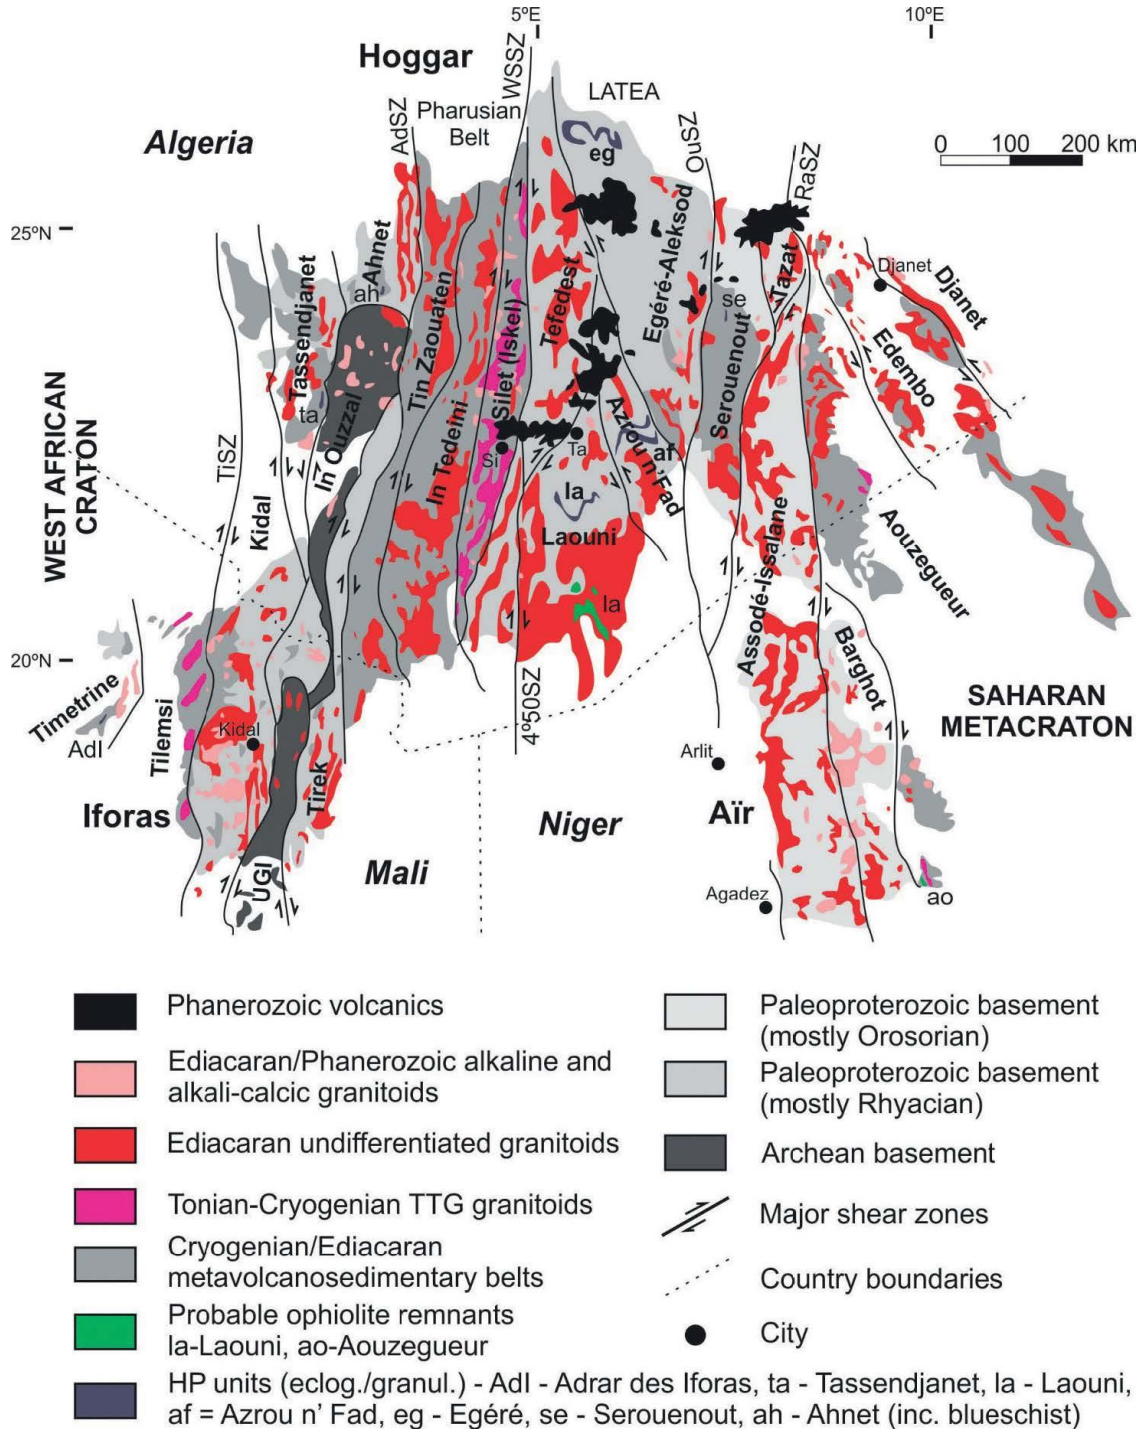 5ºE
10ºE
Hoggar
WSSZ
LATEA
Pharusian
Belt
AdSZ
OnSZ
RaSZ
Algeria
eg
0 100 200 km
25ºN
Ahnet
ah
Tassendjanet
ta
Tin Zaouaten
Silet (Iskel)
Tefedest
Egéré-Aleksod
se
Serouenout
Tazat
Djanet
Djanet
Edembo
WEST AFRICAN
CRATON
TiSZ
Kidal
In Ouzzal
In Tedeini
Si
Ta
Azrou n'Fad
af
la
Laouni
la
Assodé-Issalane
Aouzegueur
20ºN
Timetrine
AdI
Tilemsi
Kidal
Tirek
4º50SZ
Barghot
SAHARAN
METACRATON
Arlit
Iforas
UGI
Mali
Niger
Aïr
Agadez
ao
Phanerozoic volcanics
Ediacaran/Phanerozoic alkaline and
alkali-calcic granitoids
Ediacaran undifferentiated granitoids
Tonian-Cryogenian TTG granitoids
Cryogenian/Ediacaran
metavolcanosedimentary belts
Probable ophiolite remnants
la-Laouni, ao-Aouzegueur
HP units (eclog./granul.) - AdI - Adrar des Iforas, ta - Tassendjanet, la - Laouni,
af = Azrou n' Fad, eg - Egéré, se - Serouenout, ah - Ahnet (inc. blueschist)
Paleoproterozoic basement
(mostly Orosorian)
Paleoproterozoic basement
(mostly Rhyacian)
Archean basement
Major shear zones
Country boundaries
City